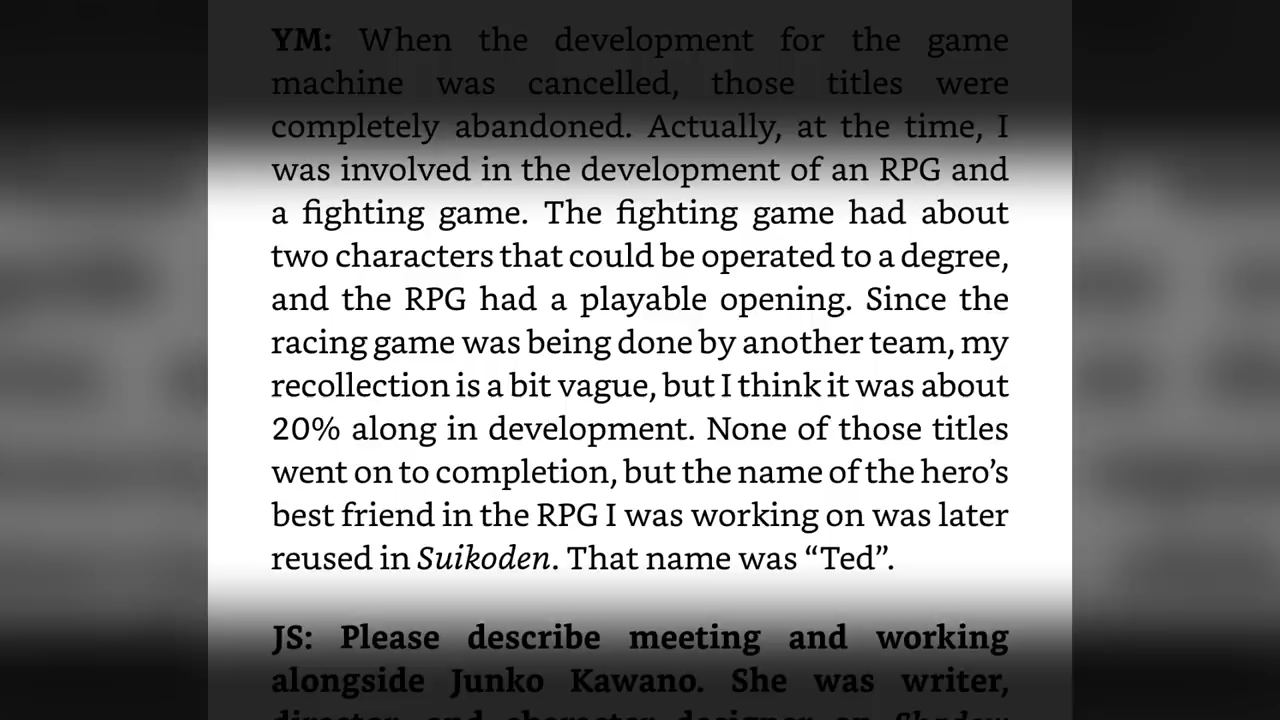 YM: When the development for the game
machine was cancelled, those titles were
completely abandoned. Actually, at the time, I
was involved in the development of an RPG and
a fighting game. The fighting game had about
two characters that could be operated to a degree,
and the RPG had a playable opening. Since the
racing game was being done by another team, my
recollection is a bit vague, but I think it was about
20% along in development. None of those titles
went on to completion, but the name of the hero’s
best friend in the RPG I was working on was later
reused in Suikoden. That name was “Ted”.
JS: Please describe meeting and working
alongside Junko Kawano. She was writer,
director and character designer on Shadow